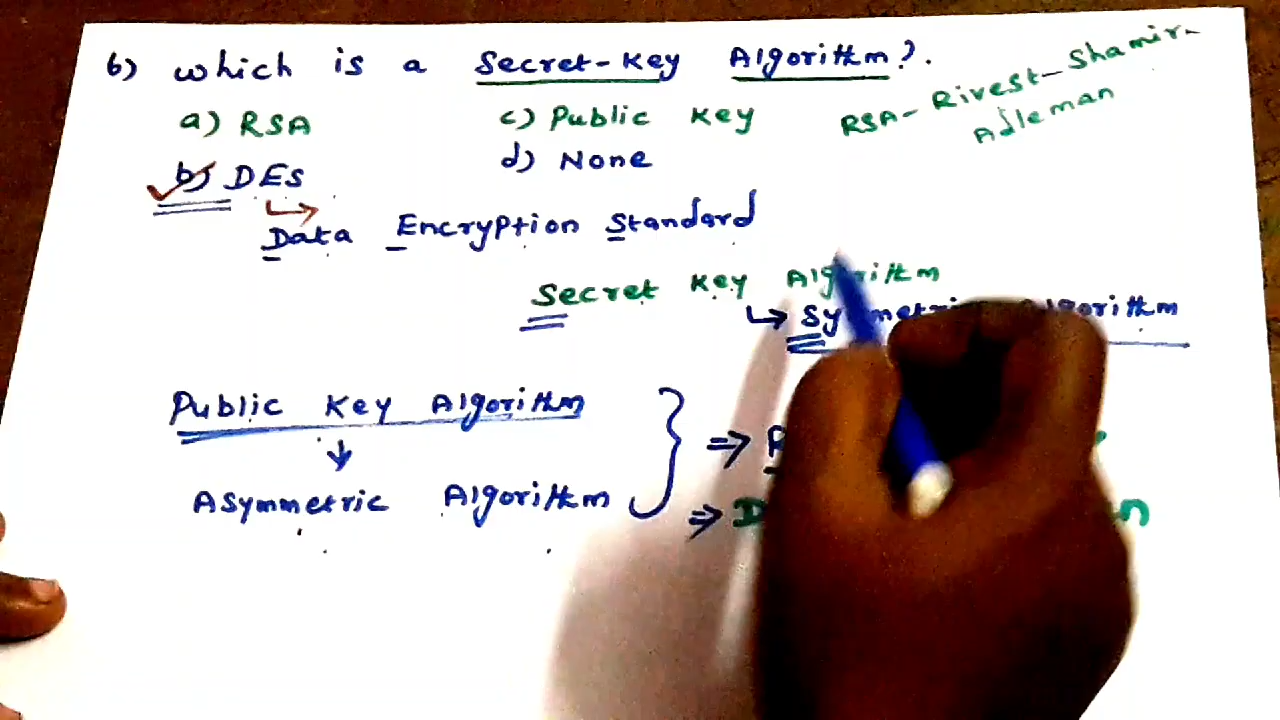 6) which is a Secret-Key Algorithm?.
a) RSA
c) Public Key
RSA- Rivest-Shamir-
Adleman
b) DES
d) None
Data Encryption Standard
Secret Key Algorithm
Algorithm
Public Key Algorithm
Asymmetric Algorithm